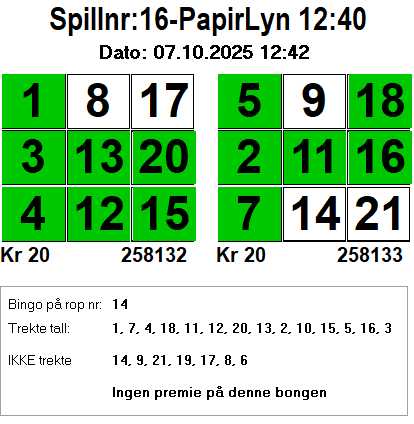 Spillnr:16-PapirLyn 12:40
Dato: 07.10.2025 12:42
1 8 17 5 9 18
3 13 20 2 11 16
4 12 15 7 14 21
Kr 20 258132 Kr 20 258133
Bingo på rop nr: 14
Trekte tall: 1, 7, 4, 18, 11, 12, 20, 13, 2, 10, 15, 5, 16, 3
IKKE trekte 14, 9, 21, 19, 17, 8, 6
Ingen premie på denne bongen